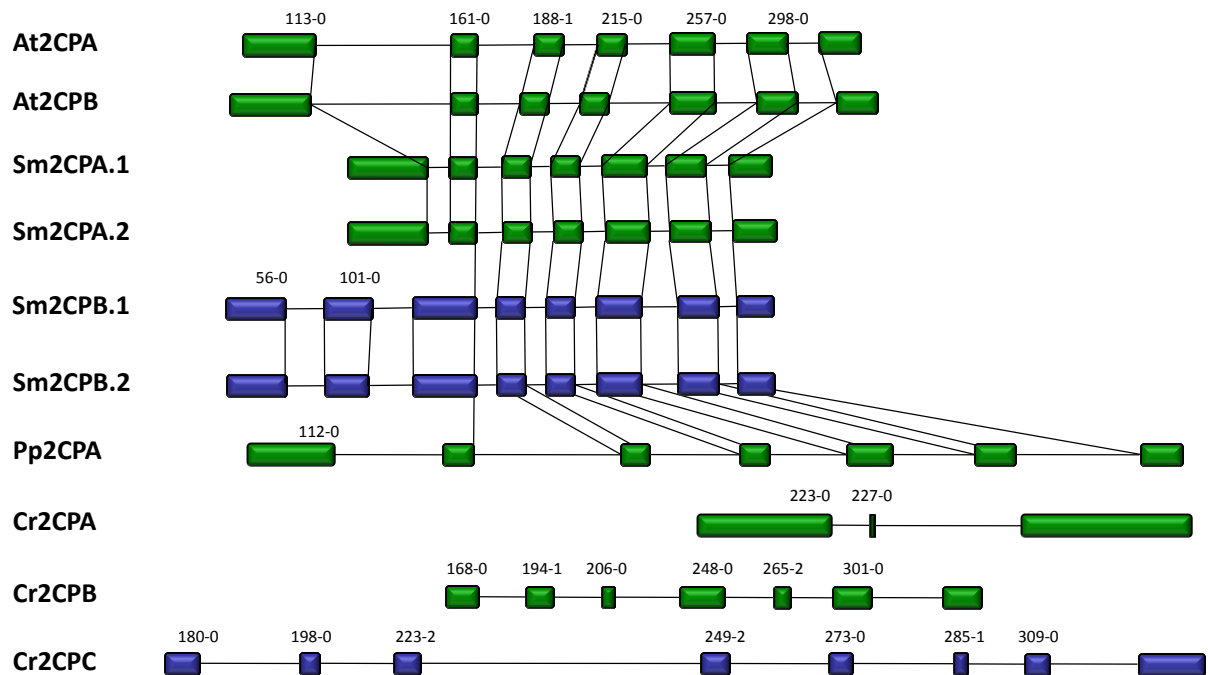 113-0 161-0 188-1 215-0 257-0 298-0
At2CPA
At2CPB
Sm2CPA.1
Sm2CPA.2
56-0 101-0
Sm2CPB.1
Sm2CPB.2
112-0
Pp2CPA
223-0 227-0
Cr2CPA
168-0 194-1 206-0 248-0 265-2 301-0
Cr2CPB
180-0 198-0 223-2 249-2 273-0 285-1 309-0
Cr2CPC